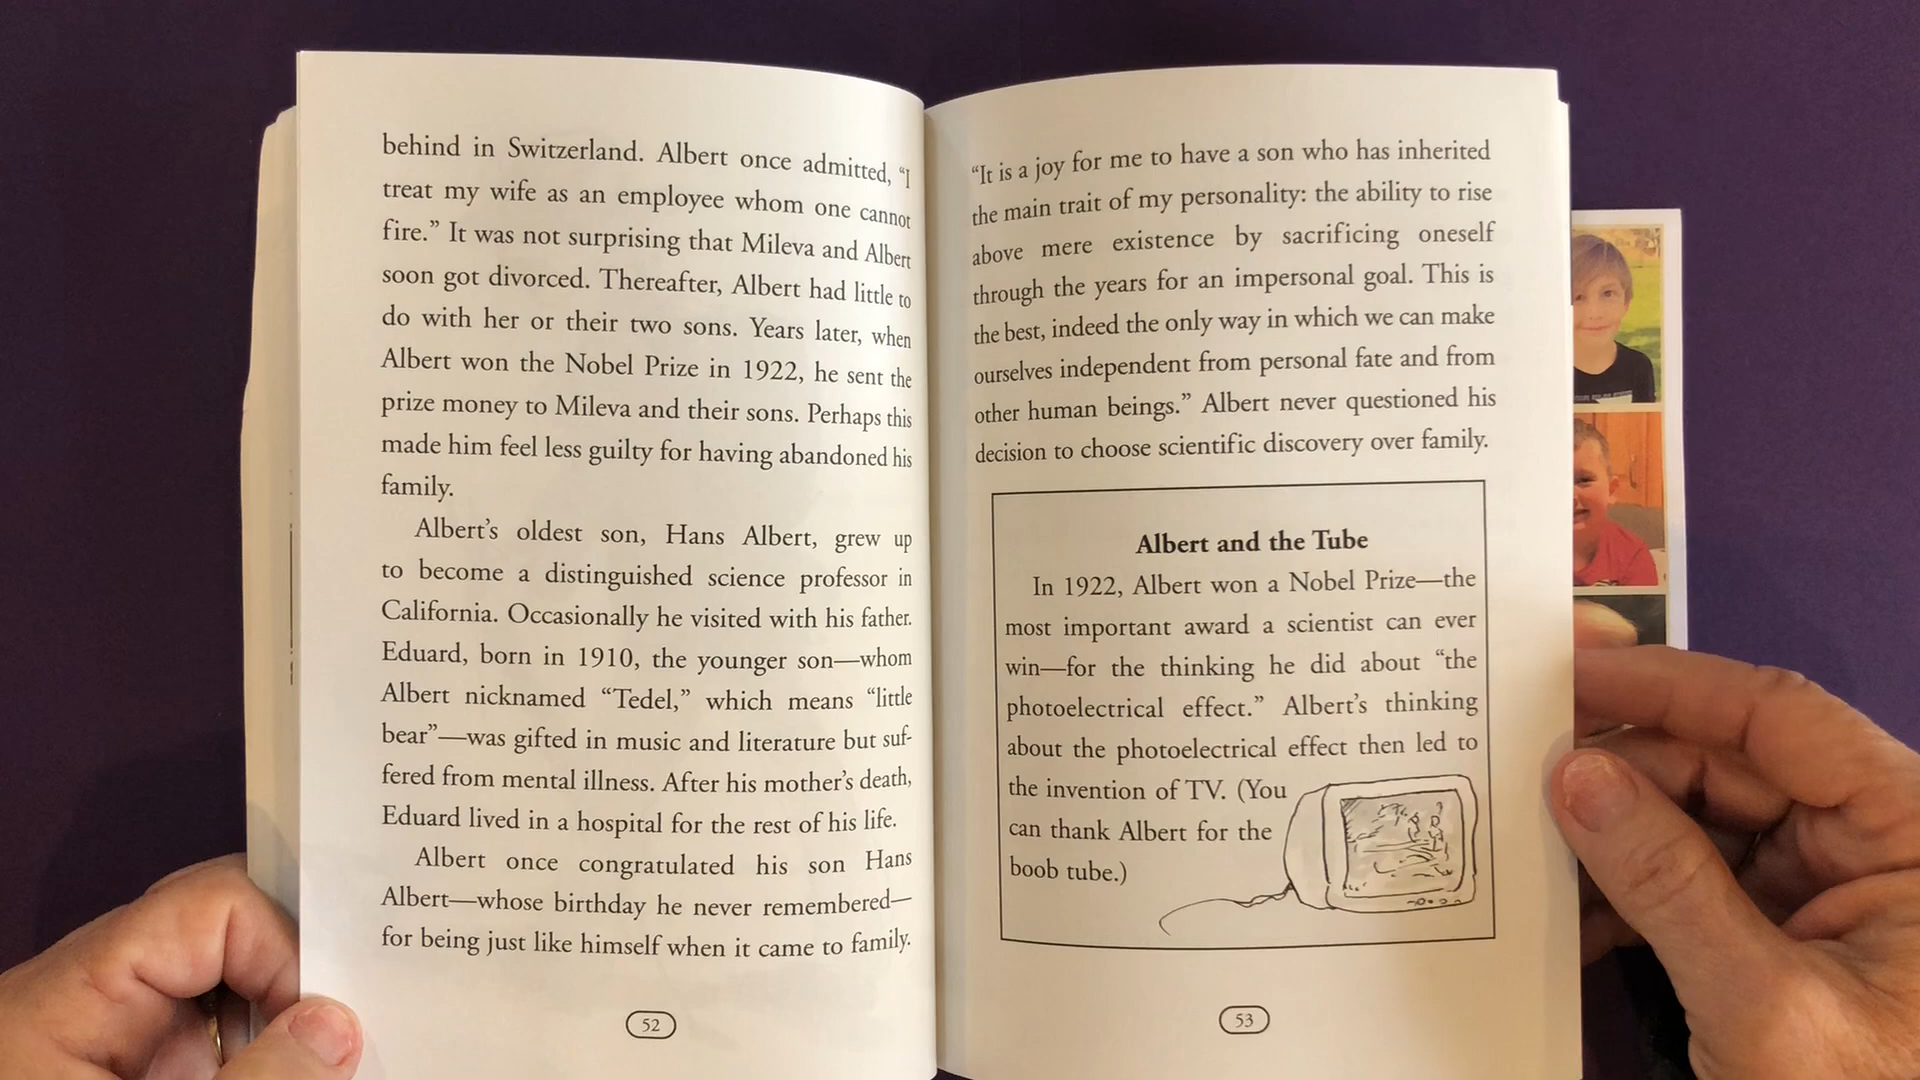 behind in Switzerland. Albert once admitted, “I
treat my wife as an employee whom one cannot
fire.” It was not surprising that Mileva and Albert
soon got divorced. Thereafter, Albert had little to
do with her or their two sons. Years later, when
Albert won the Nobel Prize in 1922, he sent the
prize money to Mileva and their sons. Perhaps this
made him feel less guilty for having abandoned his
family.
Albert’s oldest son, Hans Albert, grew up
to become a distinguished science professor in
California. Occasionally he visited with his father.
Eduard, born in 1910, the younger son—whom
Albert nicknamed “Tedel,” which means “little
bear”—was gifted in music and literature but suf-
fered from mental illness. After his mother’s death,
Eduard lived in a hospital for the rest of his life.
Albert once congratulated his son Hans
Albert—whose birthday he never remembered—
for being just like himself when it came to family.
52
“It is a joy for me to have a son who has inherited
the main trait of my personality: the ability to rise
above mere existence by sacrificing oneself
through the years for an impersonal goal. This is
the best, indeed the only way in which we can make
ourselves independent from personal fate and from
other human beings.” Albert never questioned his
decision to choose scientific discovery over family.
Albert and the Tube
In 1922, Albert won a Nobel Prize—the
most important award a scientist can ever
win—for the thinking he did about “the
photoelectrical effect.” Albert’s thinking
about the photoelectrical effect then led to
the invention of TV. (You
can thank Albert for the
boob tube.)
53